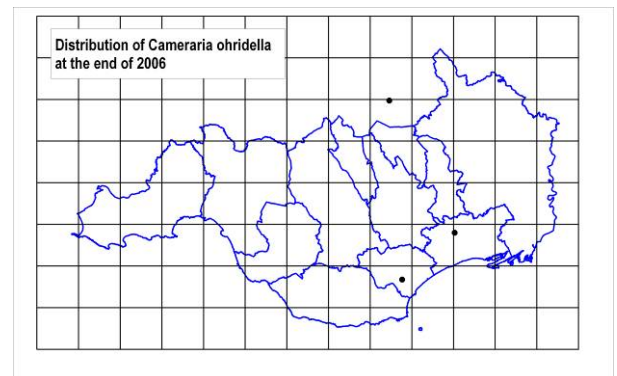 Distribution of Cameraria ohridella
at the end of 2006